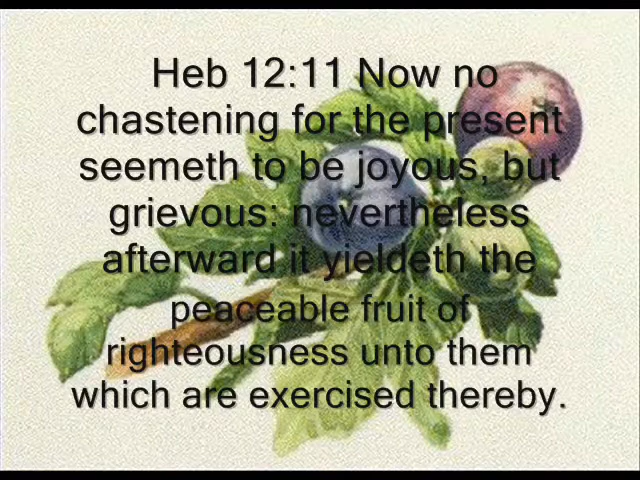 Heb 12:11 Now no
chastening for the present
seemeth to be joyous, but
grievous: nevertheless
afterward it yieldeth the
peaceable fruit of
righteousness unto them
which are exercised thereby.